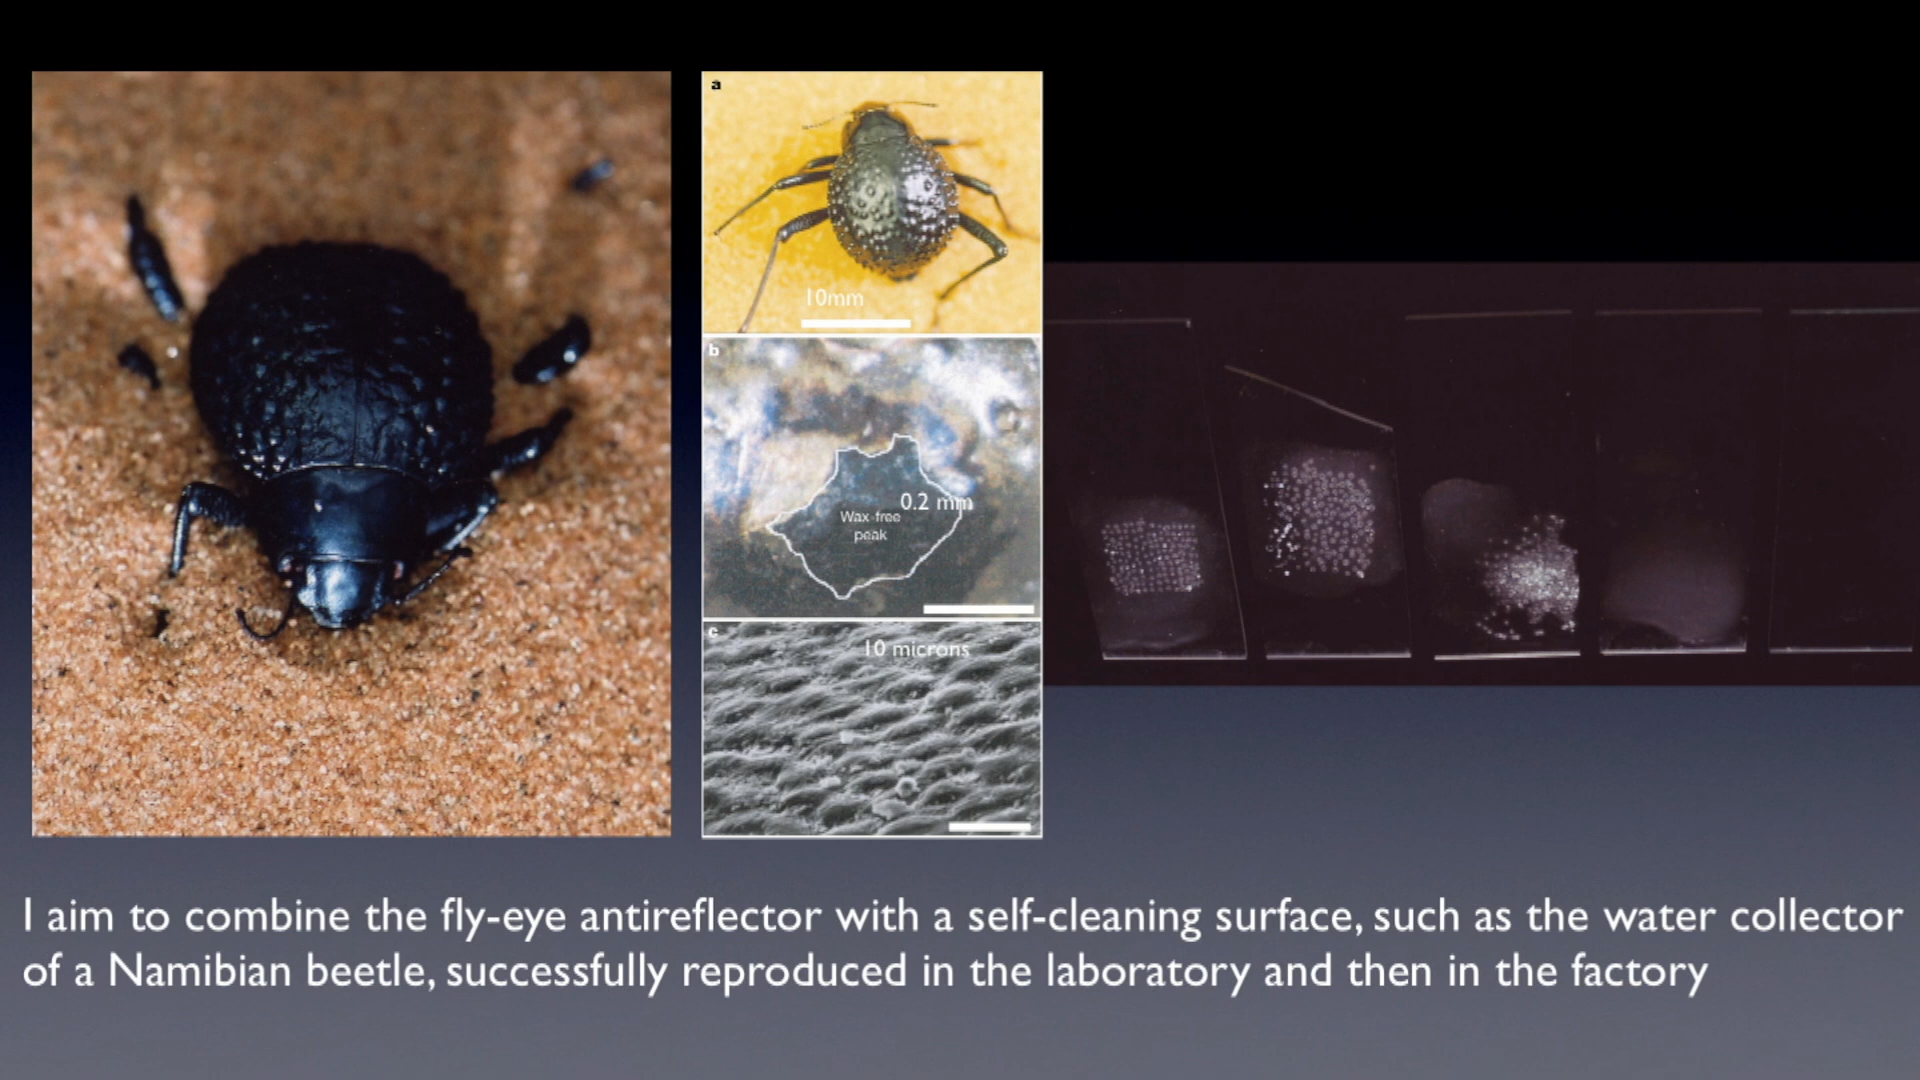 a
10mm
b
0.2 mm
Wax-free
peak
c
10 microns
I aim to combine the fly-eye antireflector with a self-cleaning surface, such as the water collector
of a Namibian beetle, successfully reproduced in the laboratory and then in the factory